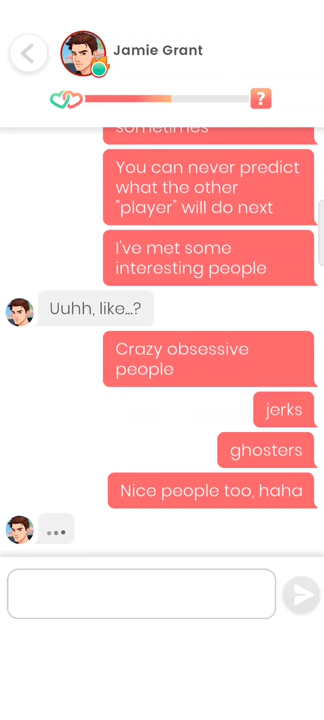 Jamie Grant
?
sometimes
You can never predict
what the other
"player" will do next
I've met some
interesting people
Uuhh, like...?
Crazy obsessive
people
jerks
ghosters
Nice people too, haha
...